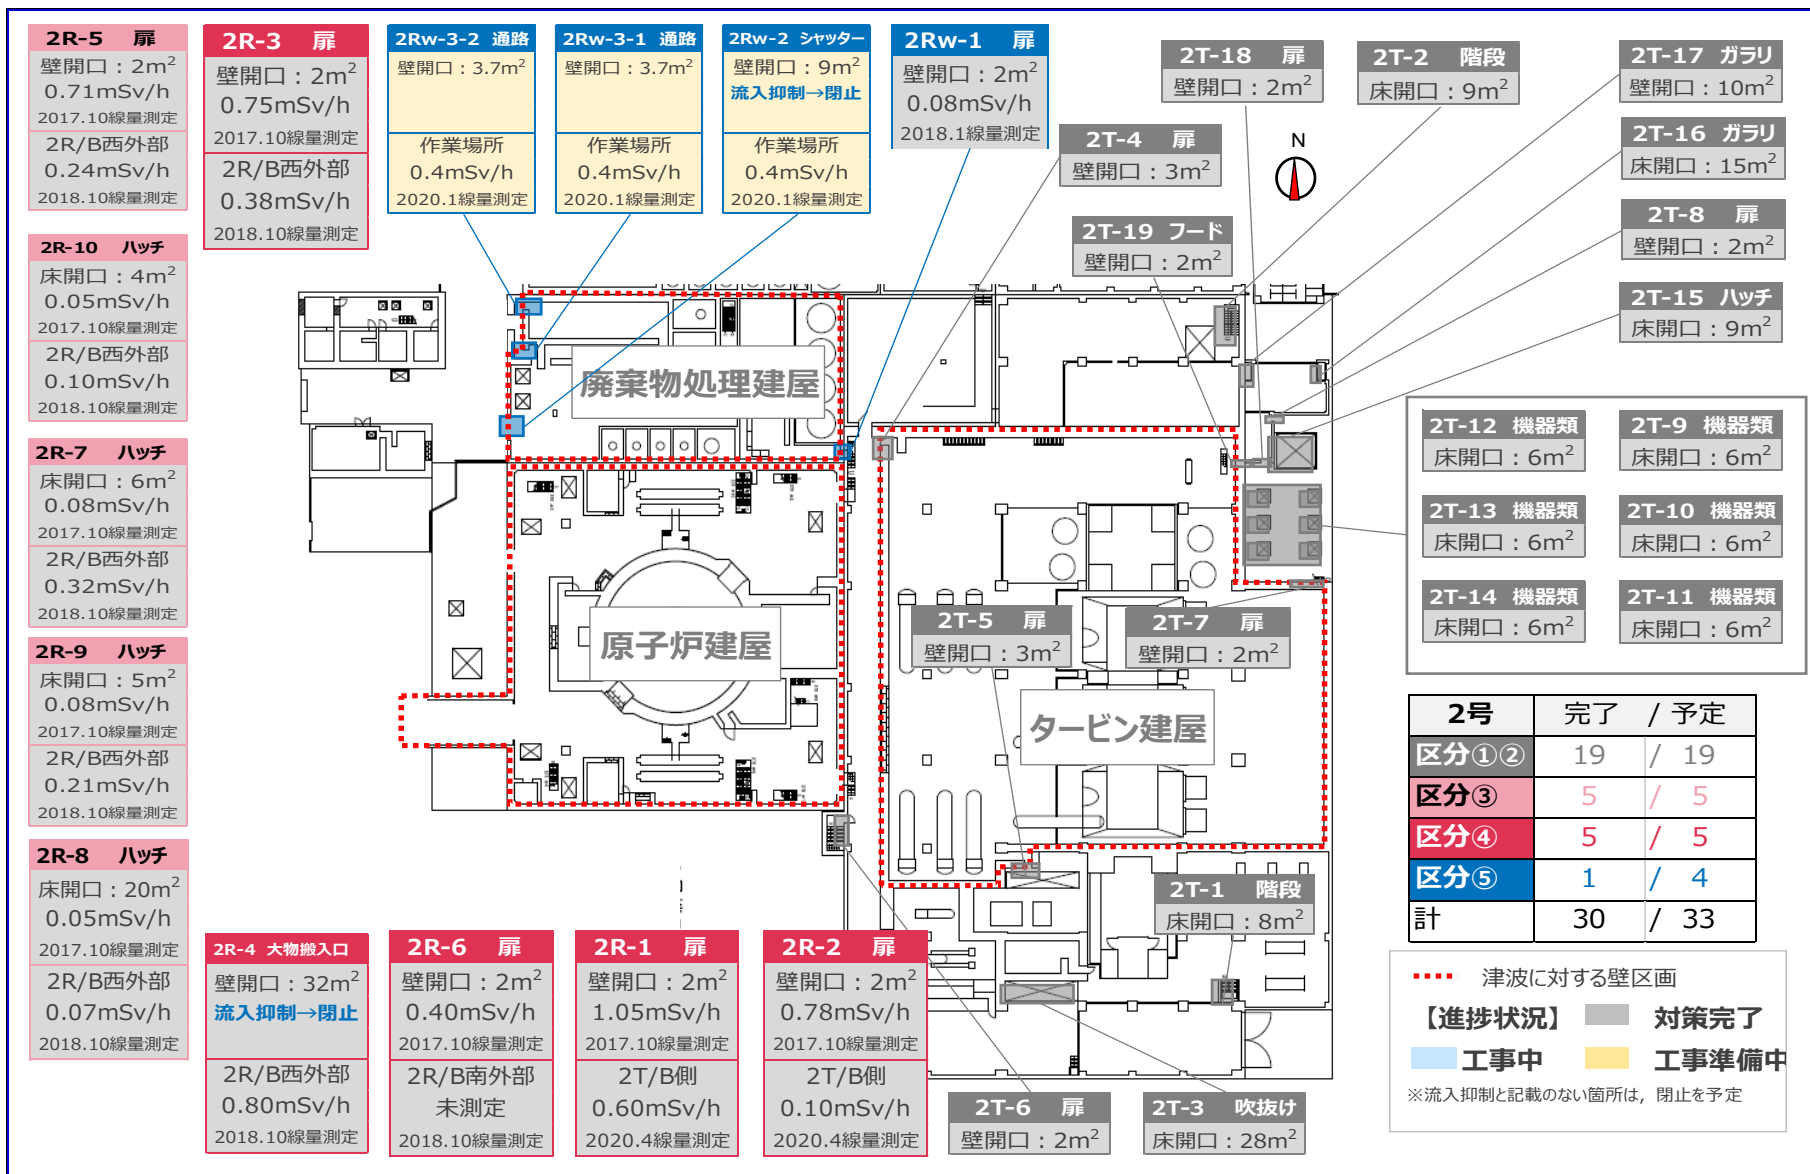 2R-5 扉
壁開口：2m²
0.71mSv/h
2017.10線量測定
2R/B西外部
0.24mSv/h
2018.10線量測定
2R-3 扉
壁開口：2m²
0.75mSv/h
2017.10線量測定
2R/B西外部
0.38mSv/h
2018.10線量測定
2Rw-3-2 通路
壁開口：3.7m²
作業場所
0.4mSv/h
2020.1線量測定
2Rw-3-1 通路
壁開口：3.7m²
作業場所
0.4mSv/h
2020.1線量測定
2Rw-2 シャッター
壁開口：9m²
流入抑制→閉止
作業場所
0.4mSv/h
2020.1線量測定
2Rw-1 扉
壁開口：2m²
0.08mSv/h
2018.1線量測定
2T-18 扉
壁開口：2m²
2T-2 階段
床開口：9m²
2T-17 ガラリ
壁開口：10m²
2T-4 扉
壁開口：3m²
N
2T-16 ガラリ
床開口：15m²
2T-19 フード
壁開口：2m²
2T-8 扉
壁開口：2m²
2T-15 ハッチ
床開口：9m²
2R-10 ハッチ
床開口：4m²
0.05mSv/h
2017.10線量測定
2R/B西外部
0.10mSv/h
2018.10線量測定
廃棄物処理建屋
2T-12 機器類
床開口：6m²
2T-9 機器類
床開口：6m²
2T-13 機器類
床開口：6m²
2T-10 機器類
床開口：6m²
2T-14 機器類
床開口：6m²
2T-11 機器類
床開口：6m²
2R-7 ハッチ
床開口：6m²
0.08mSv/h
2017.10線量測定
2R/B西外部
0.32mSv/h
2018.10線量測定
原子炉建屋
2T-5 扉
壁開口：3m²
2T-7 扉
壁開口：2m²
タービン建屋
2R-9 ハッチ
床開口：5m²
0.08mSv/h
2017.10線量測定
2R/B西外部
0.21mSv/h
2018.10線量測定
2号 完了 / 予定
区分①② 19 / 19
区分③ 5 / 5
区分④ 5 / 5
区分⑤ 1 / 4
計 30 / 33
2R-8 ハッチ
床開口：20m²
0.05mSv/h
2017.10線量測定
2R/B西外部
0.07mSv/h
2018.10線量測定
2R-4 大物搬入口
壁開口：32m²
流入抑制→閉止
2R/B西外部
0.80mSv/h
2018.10線量測定
2R-6 扉
壁開口：2m²
0.40mSv/h
2017.10線量測定
2R/B南外部
未測定
2018.10線量測定
2R-1 扉
壁開口：2m²
1.05mSv/h
2017.10線量測定
2T/B側
0.60mSv/h
2020.4線量測定
2R-2 扉
壁開口：2m²
0.78mSv/h
2017.10線量測定
2T/B側
0.10mSv/h
2020.4線量測定
2T-1 階段
床開口：8m²
2T-6 扉
壁開口：2m²
2T-3 吹抜け
床開口：28m²
津波に対する壁区画
【進捗状況】 対策完了
工事中 工事準備中
※流入抑制と記載のない箇所は，閉止を予定